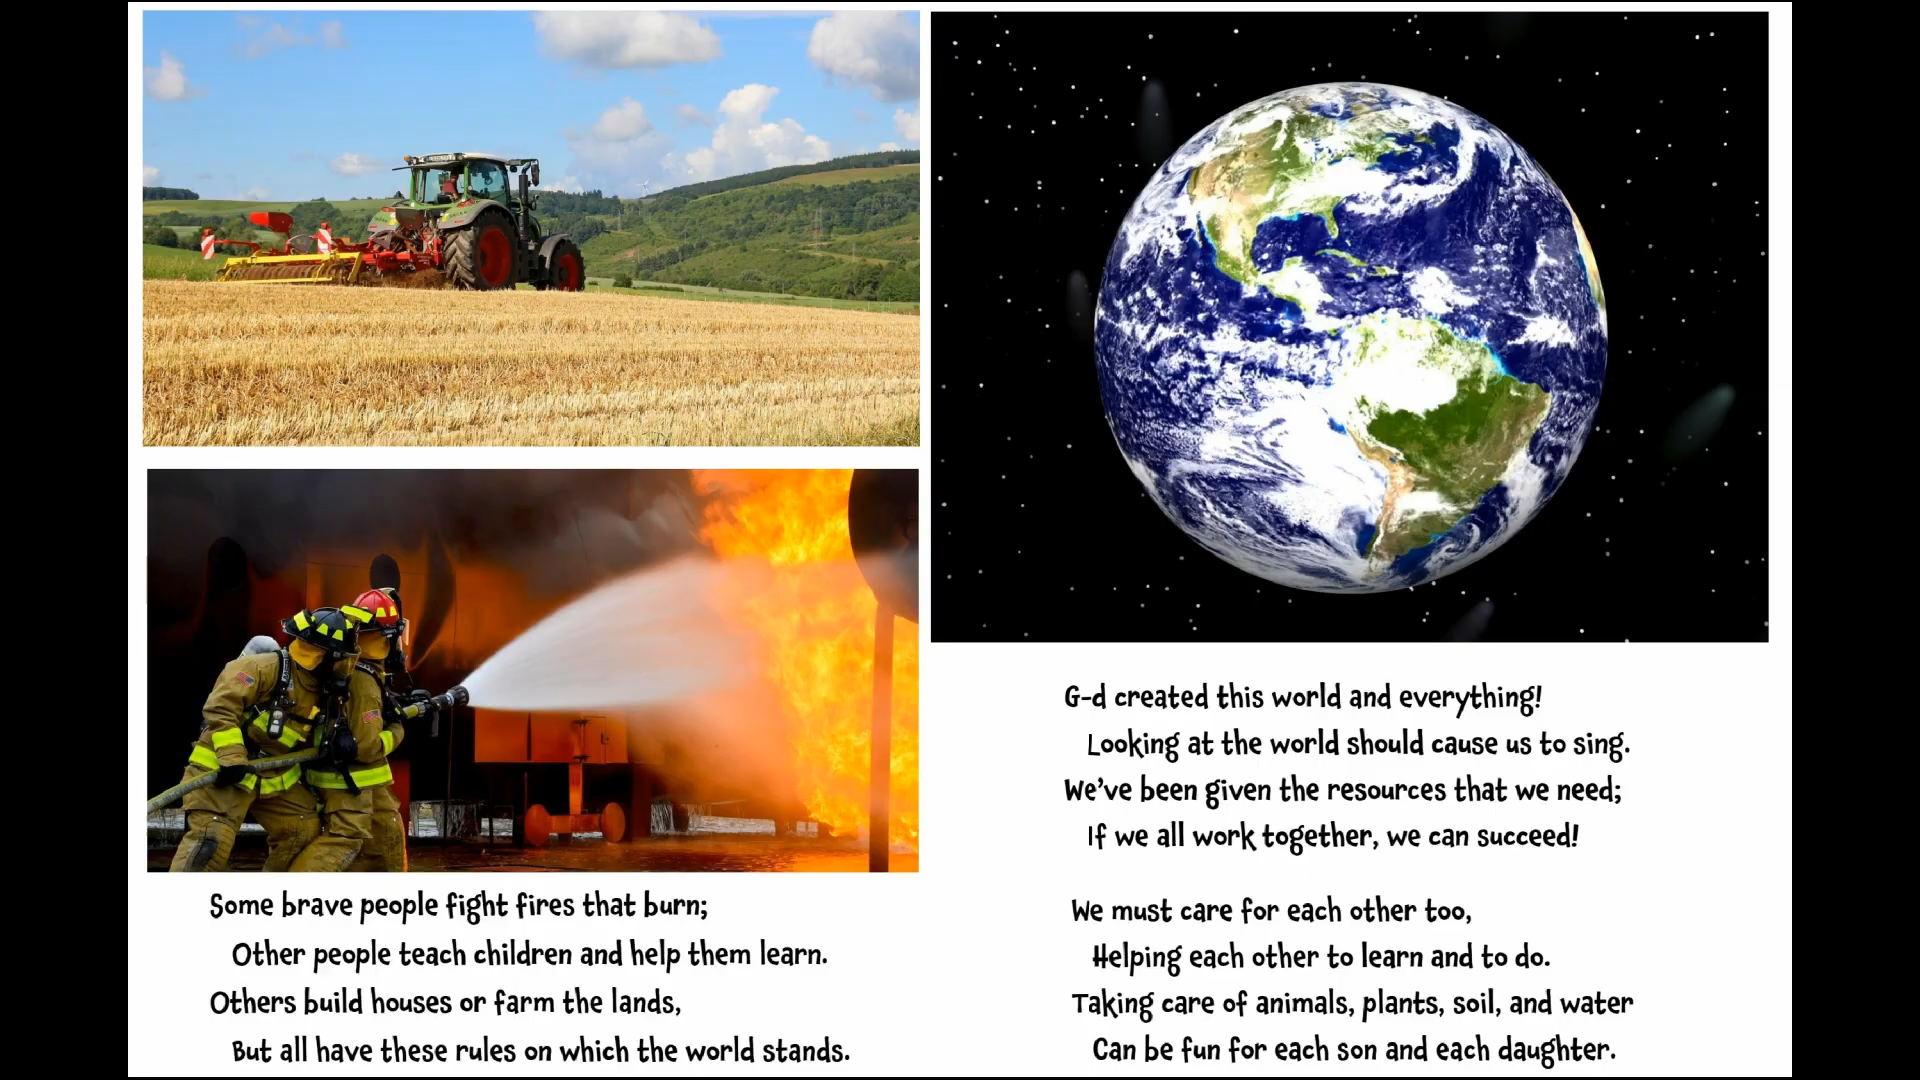 Some brave people fight fires that burn;
Other people teach children and help them learn.
Others build houses or farm the lands,
But all have these rules on which the world stands.
G-d created this world and everything!
Looking at the world should cause us to sing.
We've been given the resources that we need;
If we all work together, we can succeed!
We must care for each other too,
Helping each other to learn and to do.
Taking care of animals, plants, soil, and water
Can be fun for each son and each daughter.